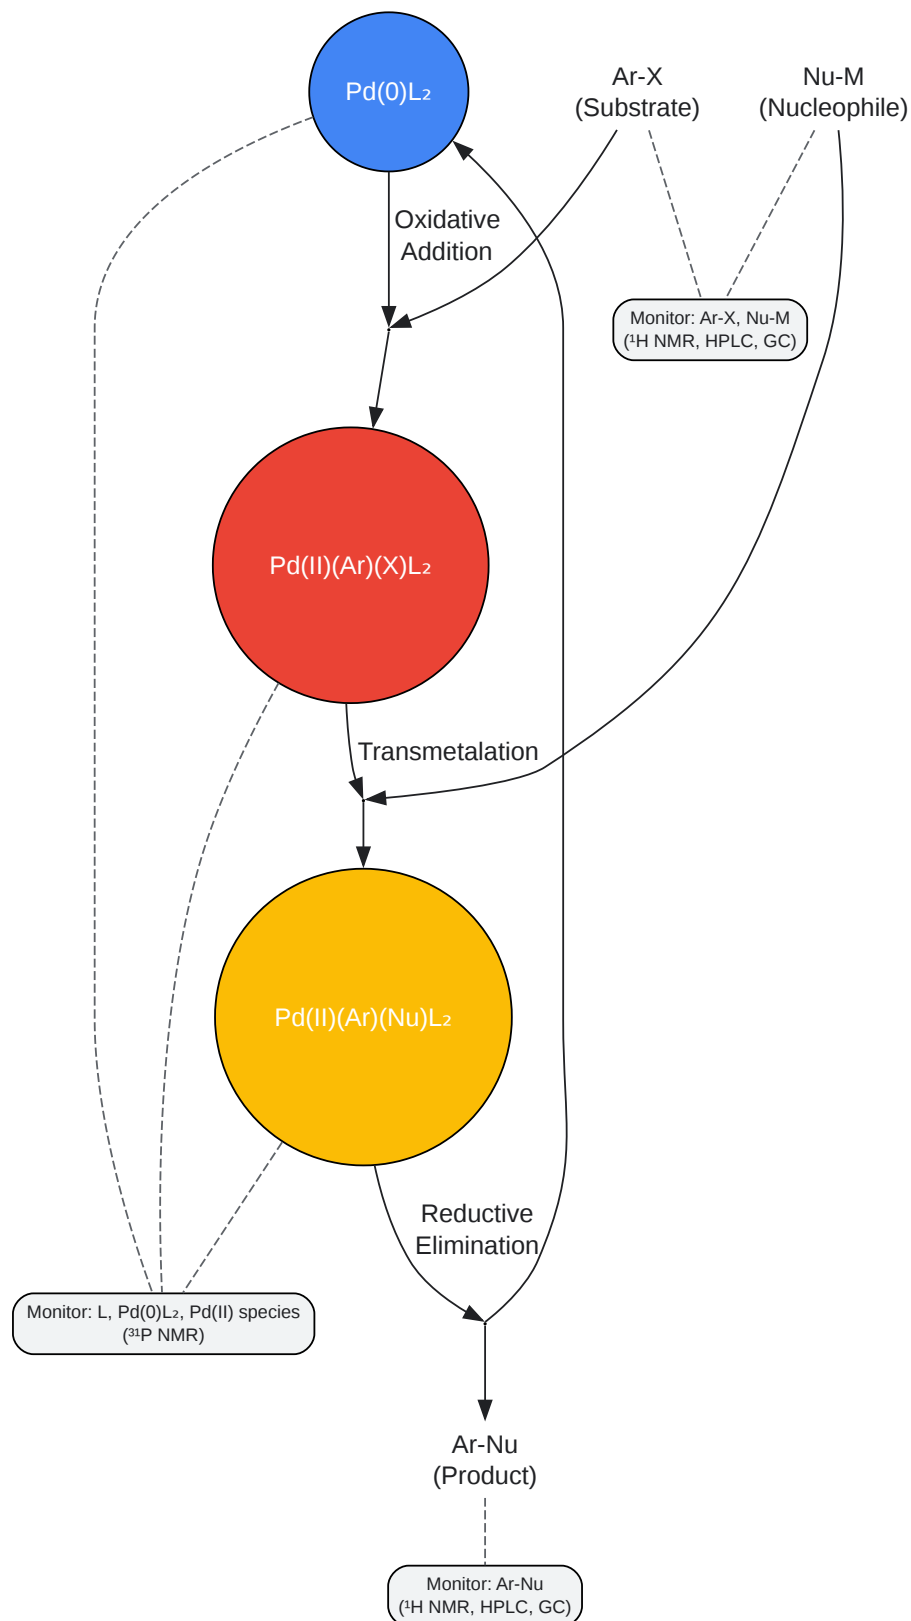 Pd(0)L₂
Ar-X
(Substrate)
Nu-M
(Nucleophile)
Oxidative
Addition
Monitor: Ar-X, Nu-M
(¹H NMR, HPLC, GC)
Pd(II)(Ar)(X)L₂
Transmetalation
Pd(II)(Ar)(Nu)L₂
Reductive
Elimination
Monitor: L, Pd(0)L₂, Pd(II) species
(³¹P NMR)
Ar-Nu
(Product)
Monitor: Ar-Nu
(¹H NMR, HPLC, GC)